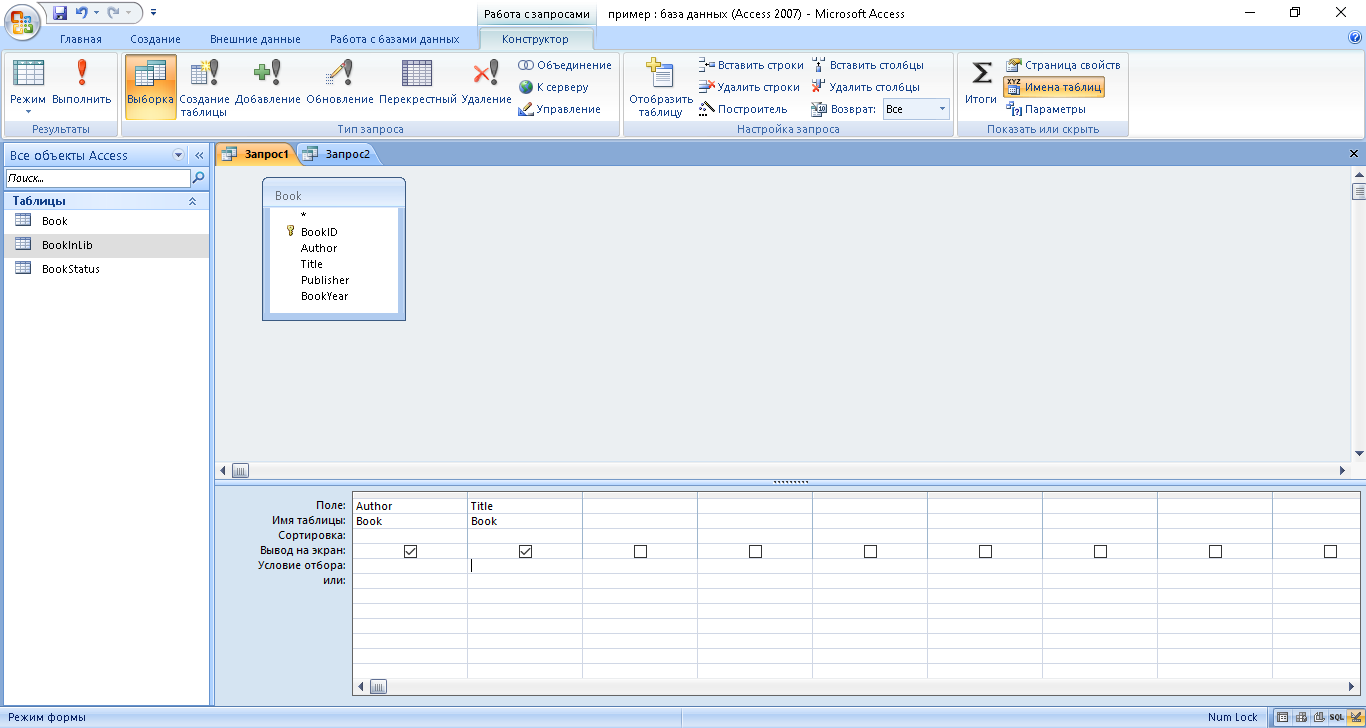 Работа с запросами пример : база данных (Access 2007) - Microsoft Access
Главная Создание Внешние данные Работа с базами данных Конструктор
Режим Выполнить Выборка Создание таблицы Добавление Обновление Перекрестный Удаление
Объединение
К серверу
Управление
Отобразить таблицу
Вставить строки
Удалить строки
Построитель
Вставить столбцы
Удалить столбцы
Возврат: Все
Итоги
Страница свойств
XYZ Имена таблиц
Параметры
Результаты Тип запроса Настройка запроса Показать или скрыть
Все объекты Access
Поиск...
Таблицы
Book
BookInLib
BookStatus
Запрос1 Запрос2
Book
*
BookID
Author
Title
Publisher
BookYear
Поле: Author Title
Имя таблицы: Book Book
Сортировка:
Вывод на экран:
Условие отбора:
или:
Режим формы Num Lock SQL